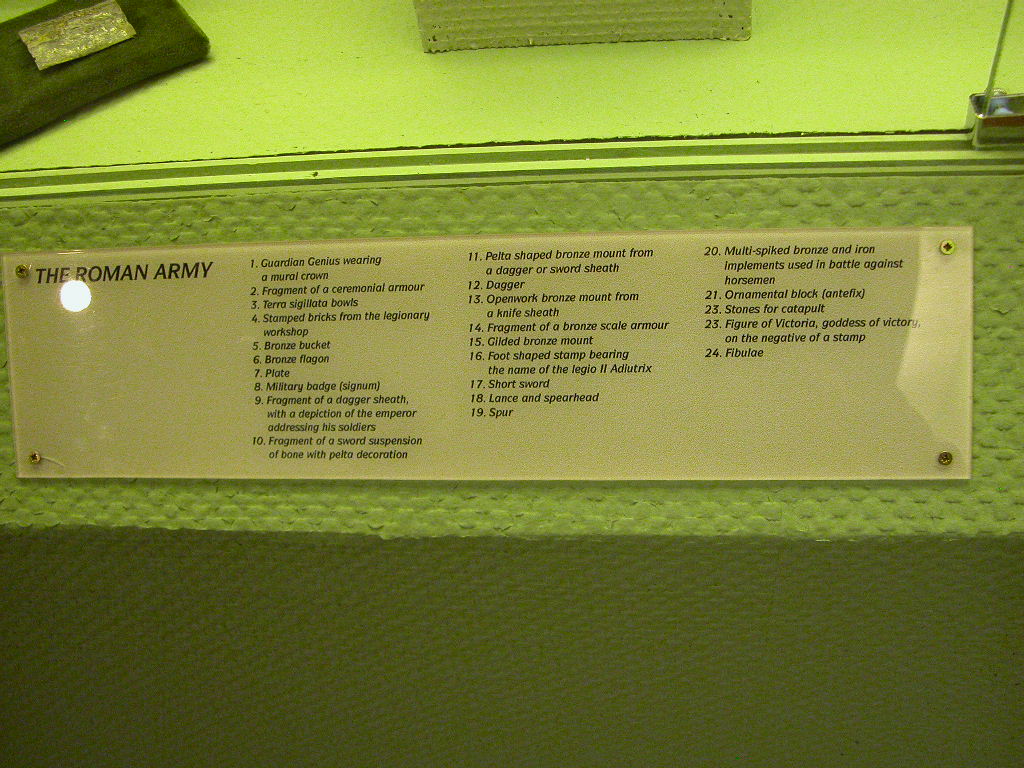 THE ROMAN ARMY
1. Guardian Genius wearing
a mural crown
2. Fragment of a ceremonial armour
3. Terra sigillata bowls
4. Stamped bricks from the legionary
workshop
5. Bronze bucket
6. Bronze flagon
7. Plate
8. Military badge (signum)
9. Fragment of a dagger sheath,
with a depiction of the emperor
addressing his soldiers
10. Fragment of a sword suspension
of bone with pelta decoration
11. Pelta shaped bronze mount from
a dagger or sword sheath
12. Dagger
13. Openwork bronze mount from
a knife sheath
14. Fragment of a bronze scale armour
15. Gilded bronze mount
16. Foot shaped stamp bearing
the name of the legio II Adiutrix
17. Short sword
18. Lance and spearhead
19. Spur
20. Multi-spiked bronze and iron
implements used in battle against
horsemen
21. Ornamental block (antefix)
23. Stones for catapult
23. Figure of Victoria, goddess of victory,
on the negative of a stamp
24. Fibulae